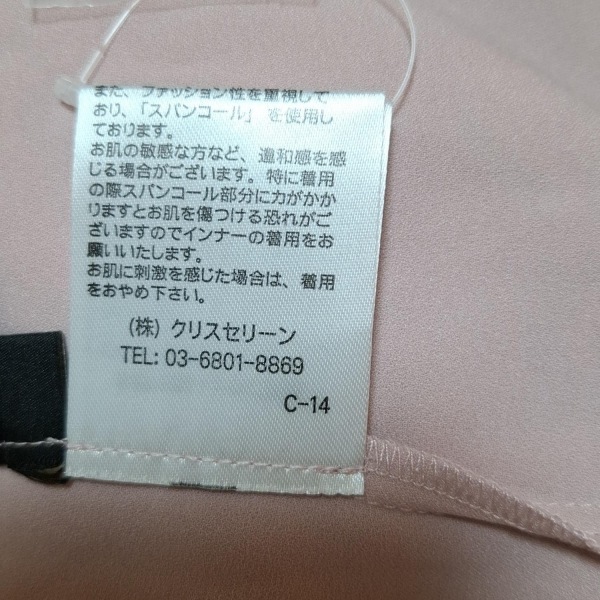 また、ファッション性を重視して
おり、「スパンコール」を使用し
ております。
お肌の敏感な方など、違和感を感
じる場合がございます。特に着用
の際スパンコール部分に力がかか
りますとお肌を傷つける恐れがご
ざいますのでインナーの着用をお
願いいたします。
お肌に刺激を感じた場合は、着用
をおやめ下さい。
(株) クリスセリーン
TEL: 03-6801-8869
C-14